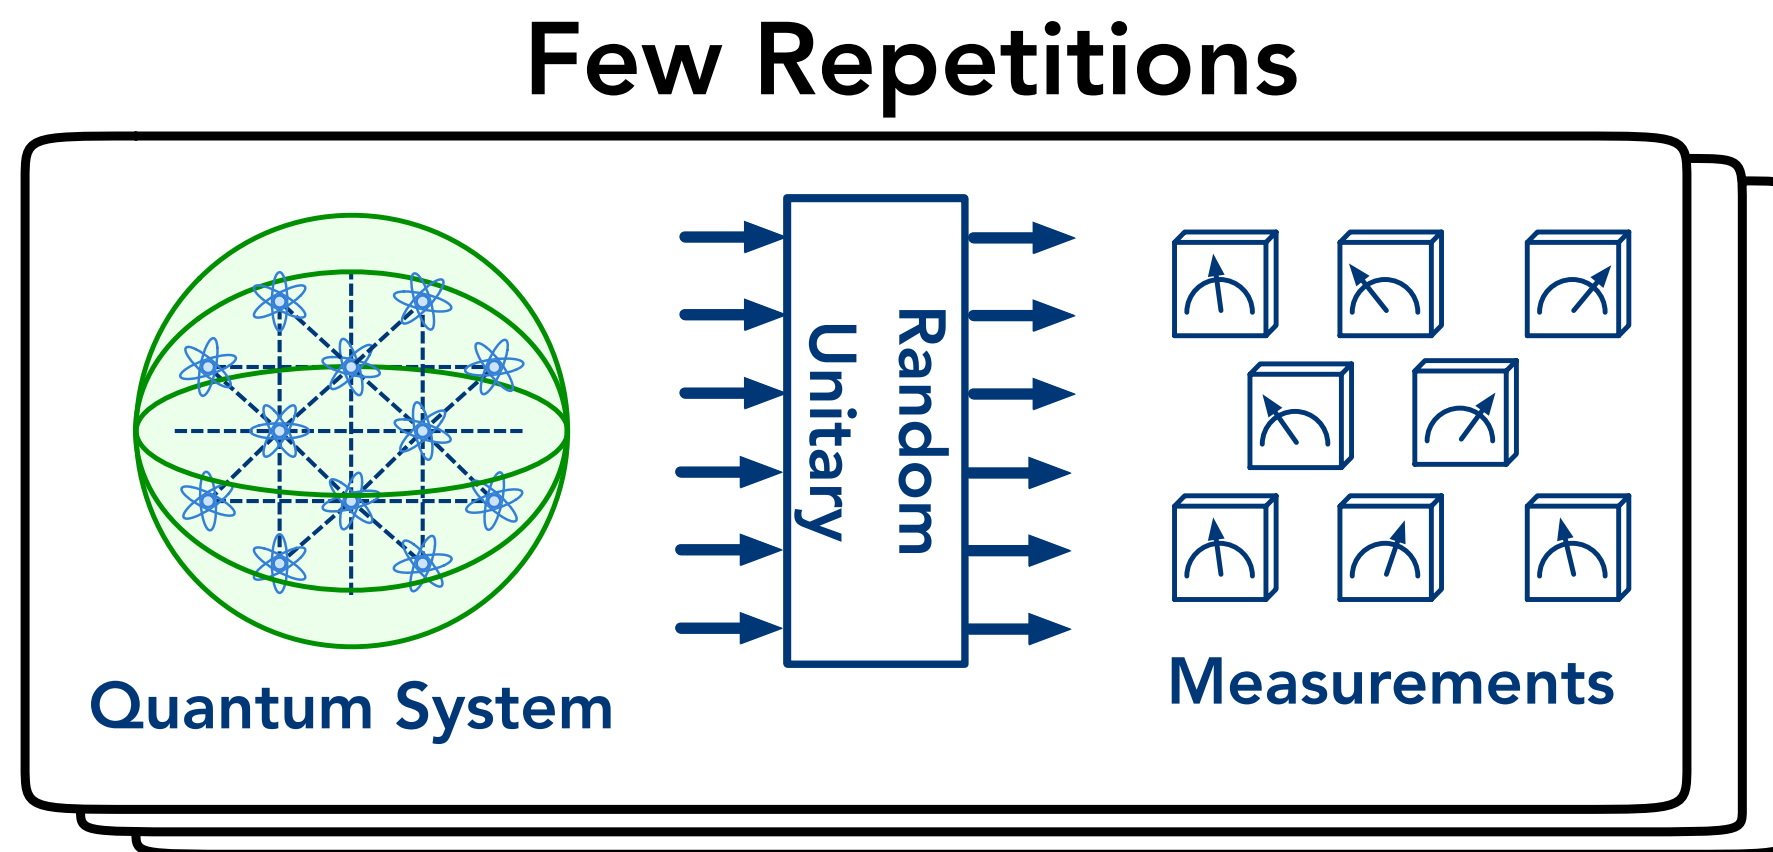 Few Repetitions
Quantum System
Random
Unitary
Measurements